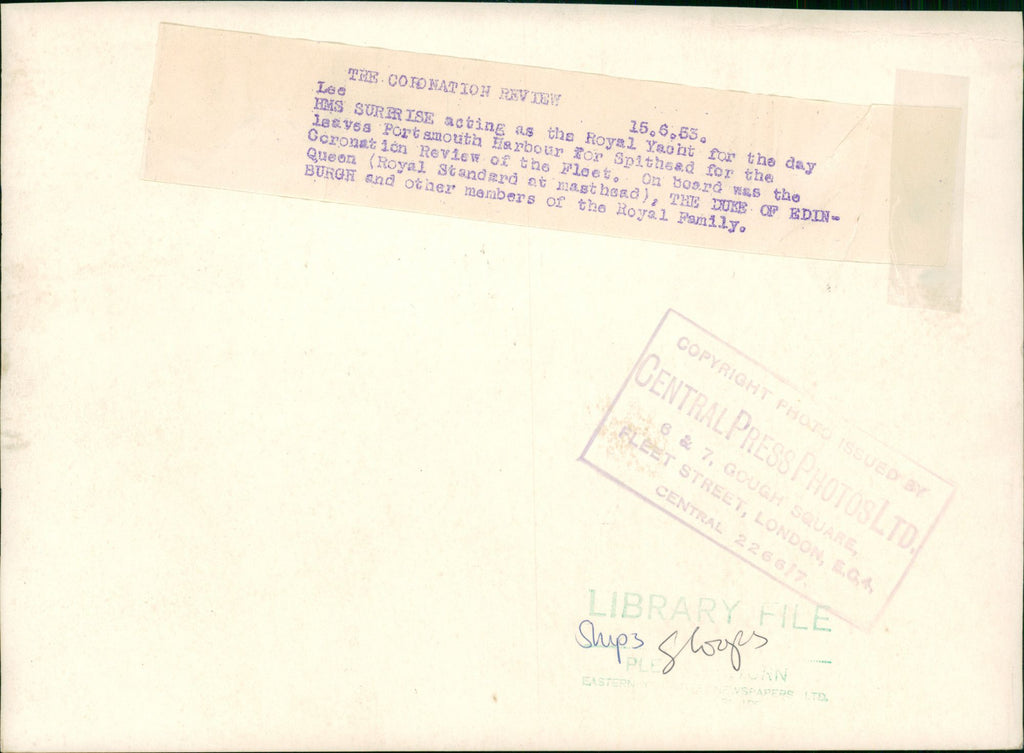 THE CORONATION REVIEW
Lee 15.6.53.
HMS SURPRISE acting as the Royal Yacht for the day
leaves Portsmouth Harbour for Spithead for the
Coronation Review of the Fleet. On board was the
Queen (Royal Standard at masthead), THE DUKE OF EDIN-
BURGH and other members of the Royal Family.
COPYRIGHT PHOTO ISSUED BY
CENTRAL PRESS PHOTOS LTD.
6 & 7, GOUGH SQUARE,
FLEET STREET, LONDON, E.C.4.
CENTRAL 2266/7.
LIBRARY FILE
Ships Sloops
EASTERN NEWSPAPERS LTD.